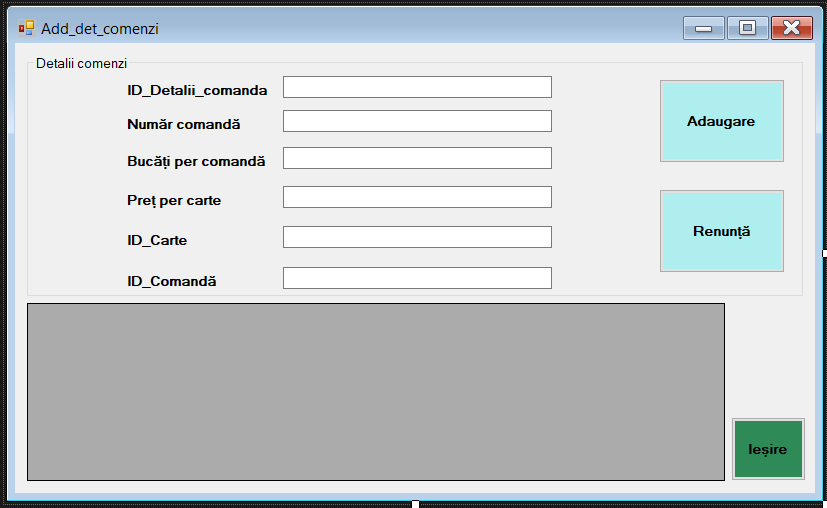 Add_det_comenzi
Detalii comenzi
ID_Detalii_comanda
Număr comandă
Bucăți per comandă
Preț per carte
ID_Carte
ID_Comandă
Adaugare
Renunță
Ieșire